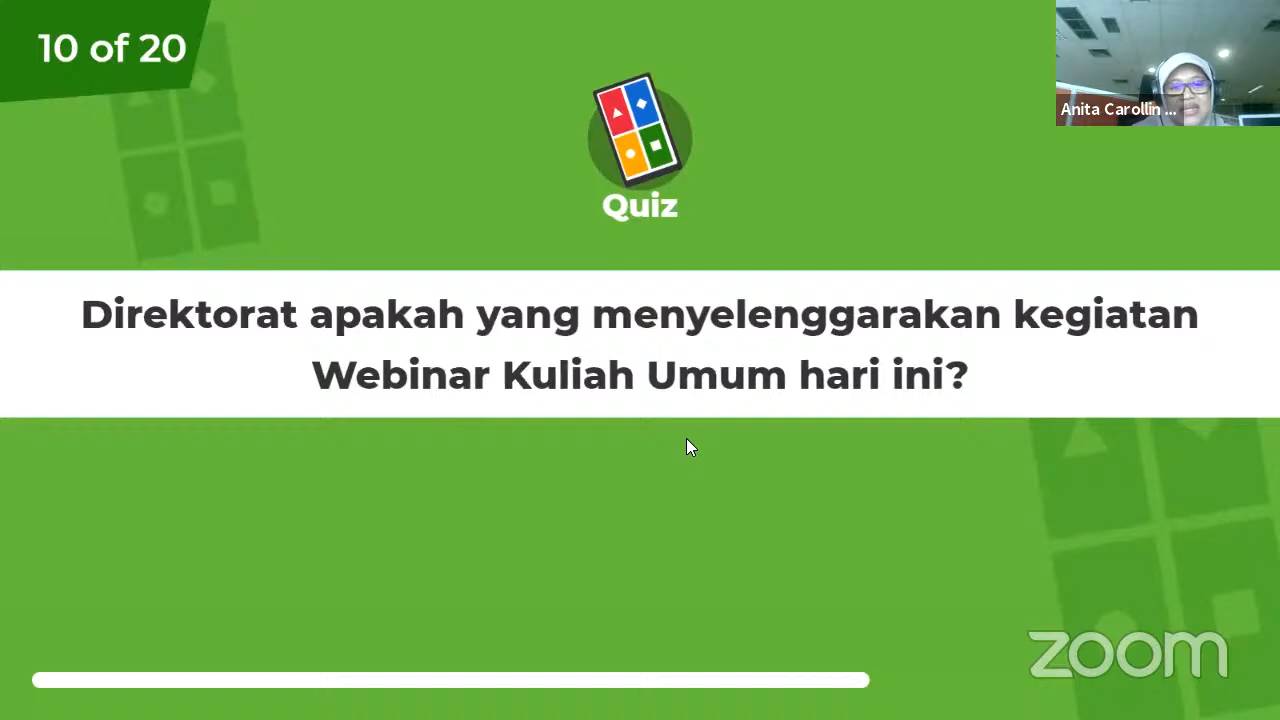 10 of 20
Anita Carollin ...
Quiz
Direktorat apakah yang menyelenggarakan kegiatan
Webinar Kuliah Umum hari ini?
zoom